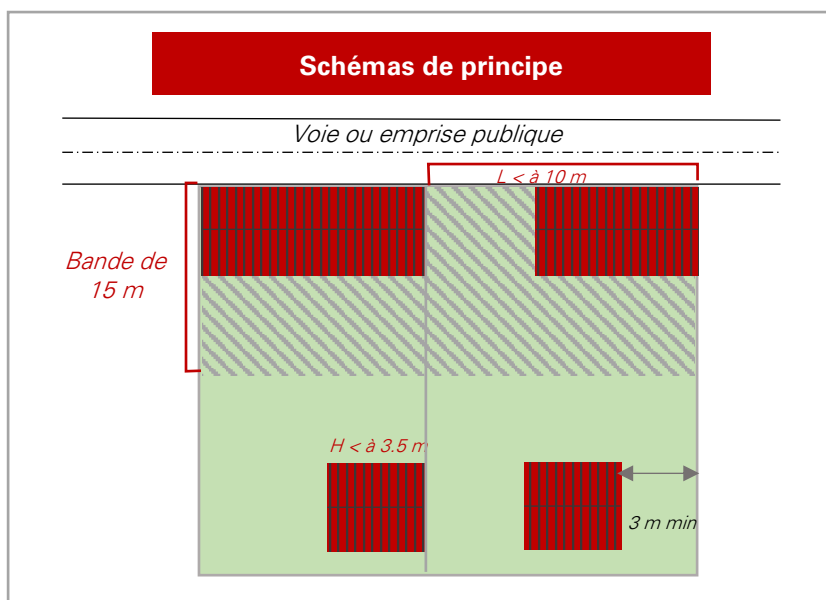 Schémas de principe
Voie ou emprise publique
L < à 10 m
Bande de
15 m
H < à 3.5 m
3 m min